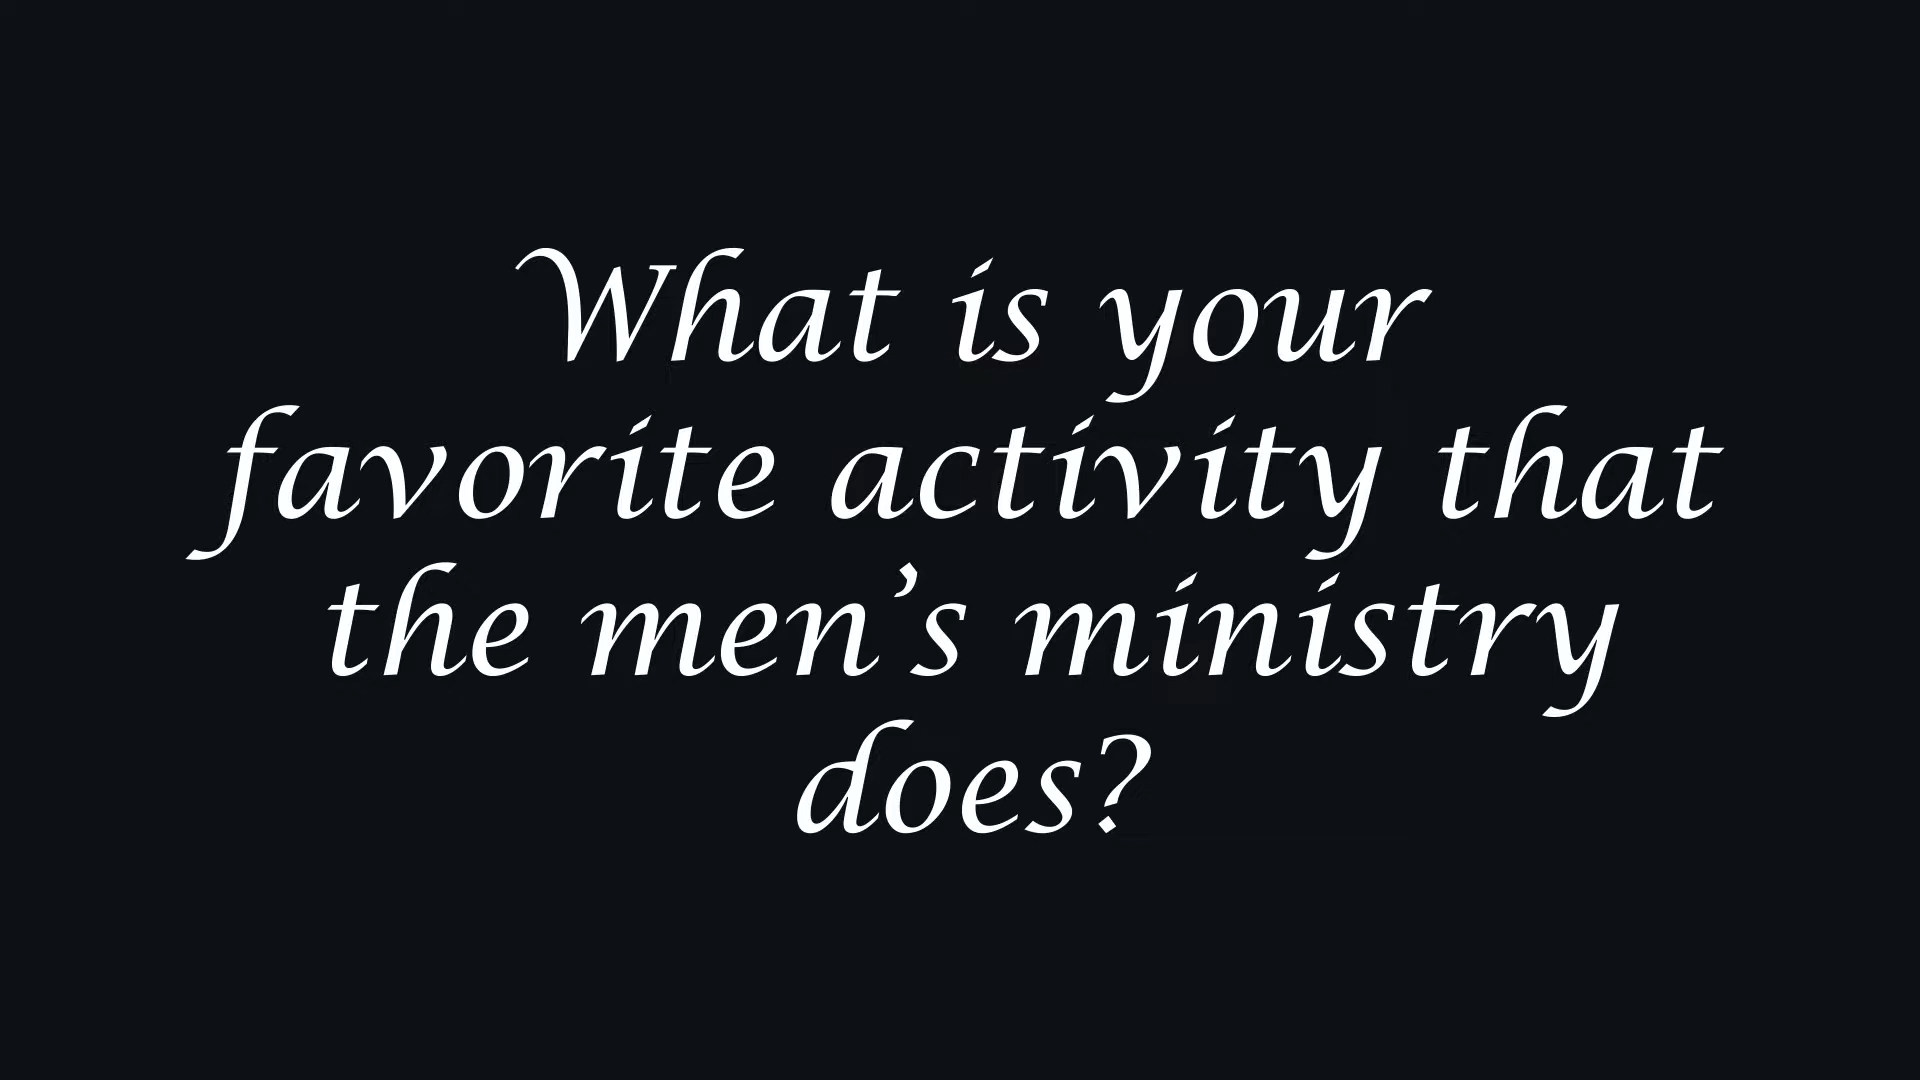 What is your
favorite activity that
the men’s ministry
does?